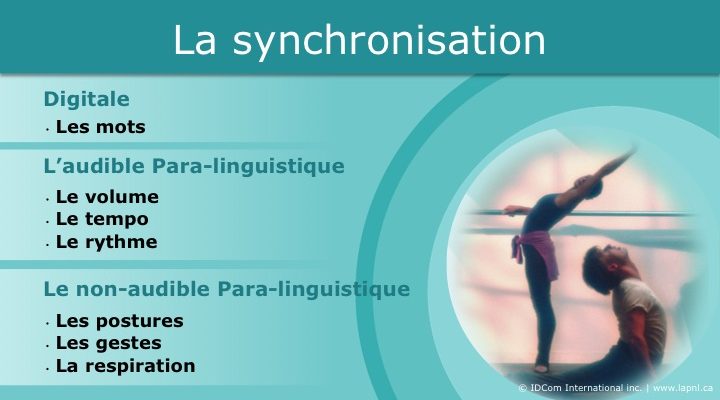 La synchronisation
Digitale
· Les mots
L’audible Para-linguistique
· Le volume
· Le tempo
· Le rythme
Le non-audible Para-linguistique
· Les postures
· Les gestes
· La respiration
© IDCom International inc. | www.lapnl.ca